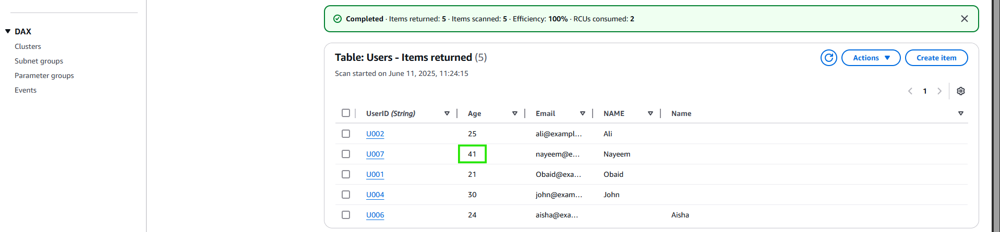 Completed · Items returned: 5 · Items scanned: 5 · Efficiency: 100% · RCUs consumed: 2
DAX
Clusters
Subnet groups
Parameter groups
Events
Table: Users - Items returned (5)
Actions
Create item
Scan started on June 11, 2025, 11:24:15
1
UserID (String) Age Email NAME Name
U002 25 ali@exampl... Ali
U007 41 nayeem@e... Nayeem
U001 21 Obaid@exa... Obaid
U004 30 john@exam... John
U006 24 aisha@exa... Aisha